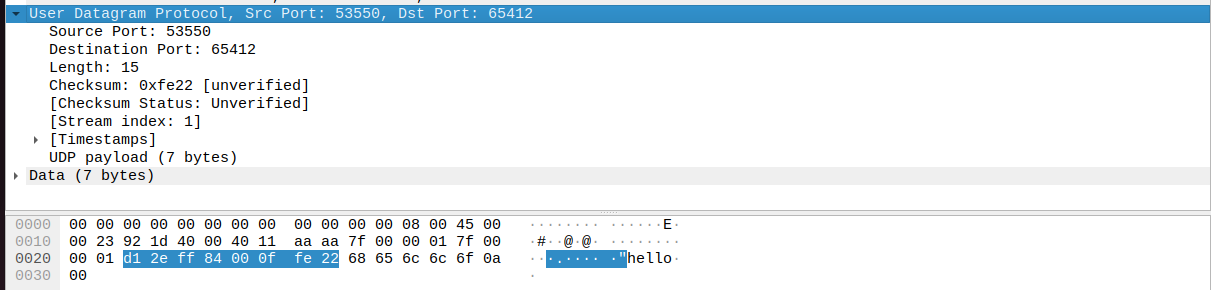 User Datagram Protocol, Src Port: 53550, Dst Port: 65412
Source Port: 53550
Destination Port: 65412
Length: 15
Checksum: 0xfe22 [unverified]
[Checksum Status: Unverified]
[Stream index: 1]
[Timestamps]
UDP payload (7 bytes)
Data (7 bytes)
0000 00 00 00 00 00 00 00 00 00 00 00 00 08 00 45 00 ········ ······E·
0010 00 23 92 1d 40 00 40 11 aa aa 7f 00 00 01 7f 00 ·#··@·@· ········
0020 00 01 d1 2e ff 84 00 0f fe 22 68 65 6c 6c 6f 0a ···.···· ·"hello·
0030 00 ·